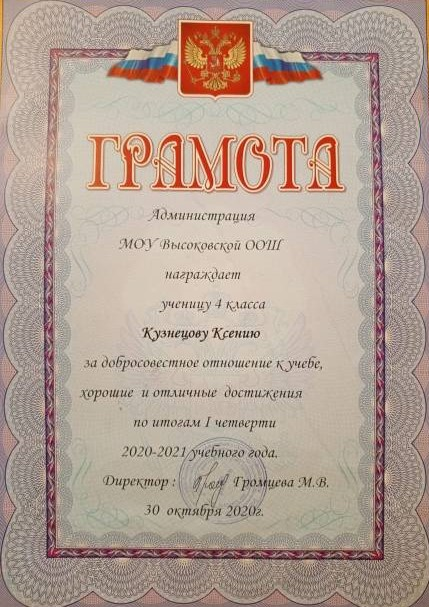 ГРАМОТА
Администрация
МОУ Высоковской ООШ
награждает
ученицу 4 класса
Кузнецову Ксению
за добросовестное отношение к учебе,
хорошие и отличные достижения
по итогам I четверти
2020-2021 учебного года.
Директор : Громцева М.В.
30 октября 2020г.